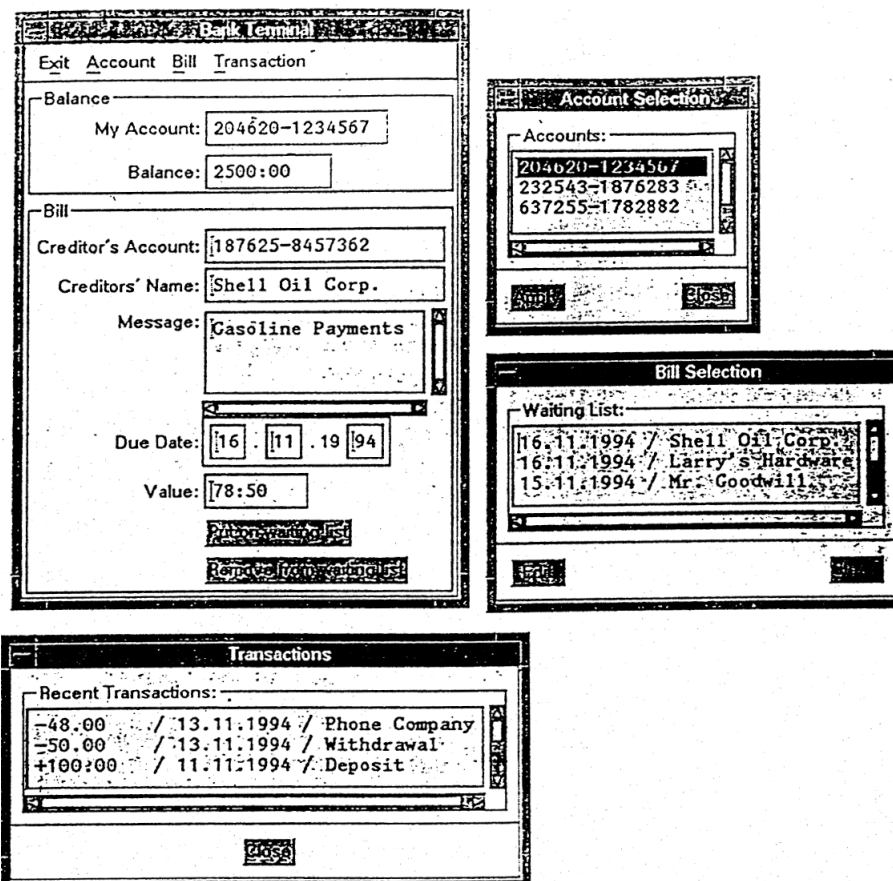 Bank Terminal
Exit Account Bill Transaction
Balance
My Account: 204620-1234567
Balance: 2500:00
Bill
Creditor's Account: 187625-8457362
Creditors' Name: Shell Oil Corp.
Message: Gasoline Payments
Due Date: 16 . 11 . 19 94
Value: 78:50
Put on waiting list
Remove from waiting list
Account Selection
Accounts:
204620-1234567
232543-1876283
637255-1782882
Apply Close
Bill Selection
Waiting List:
16.11.1994 / Shell Oil Corp.
16.11.1994 / Larry's Hardware
15.11.1994 / Mr. Goodwill
Transactions
Recent Transactions:
-48.00 / 13.11.1994 / Phone Company
-50.00 / 13.11.1994 / Withdrawal
+100:00 / 11.11.1994 / Deposit
Close